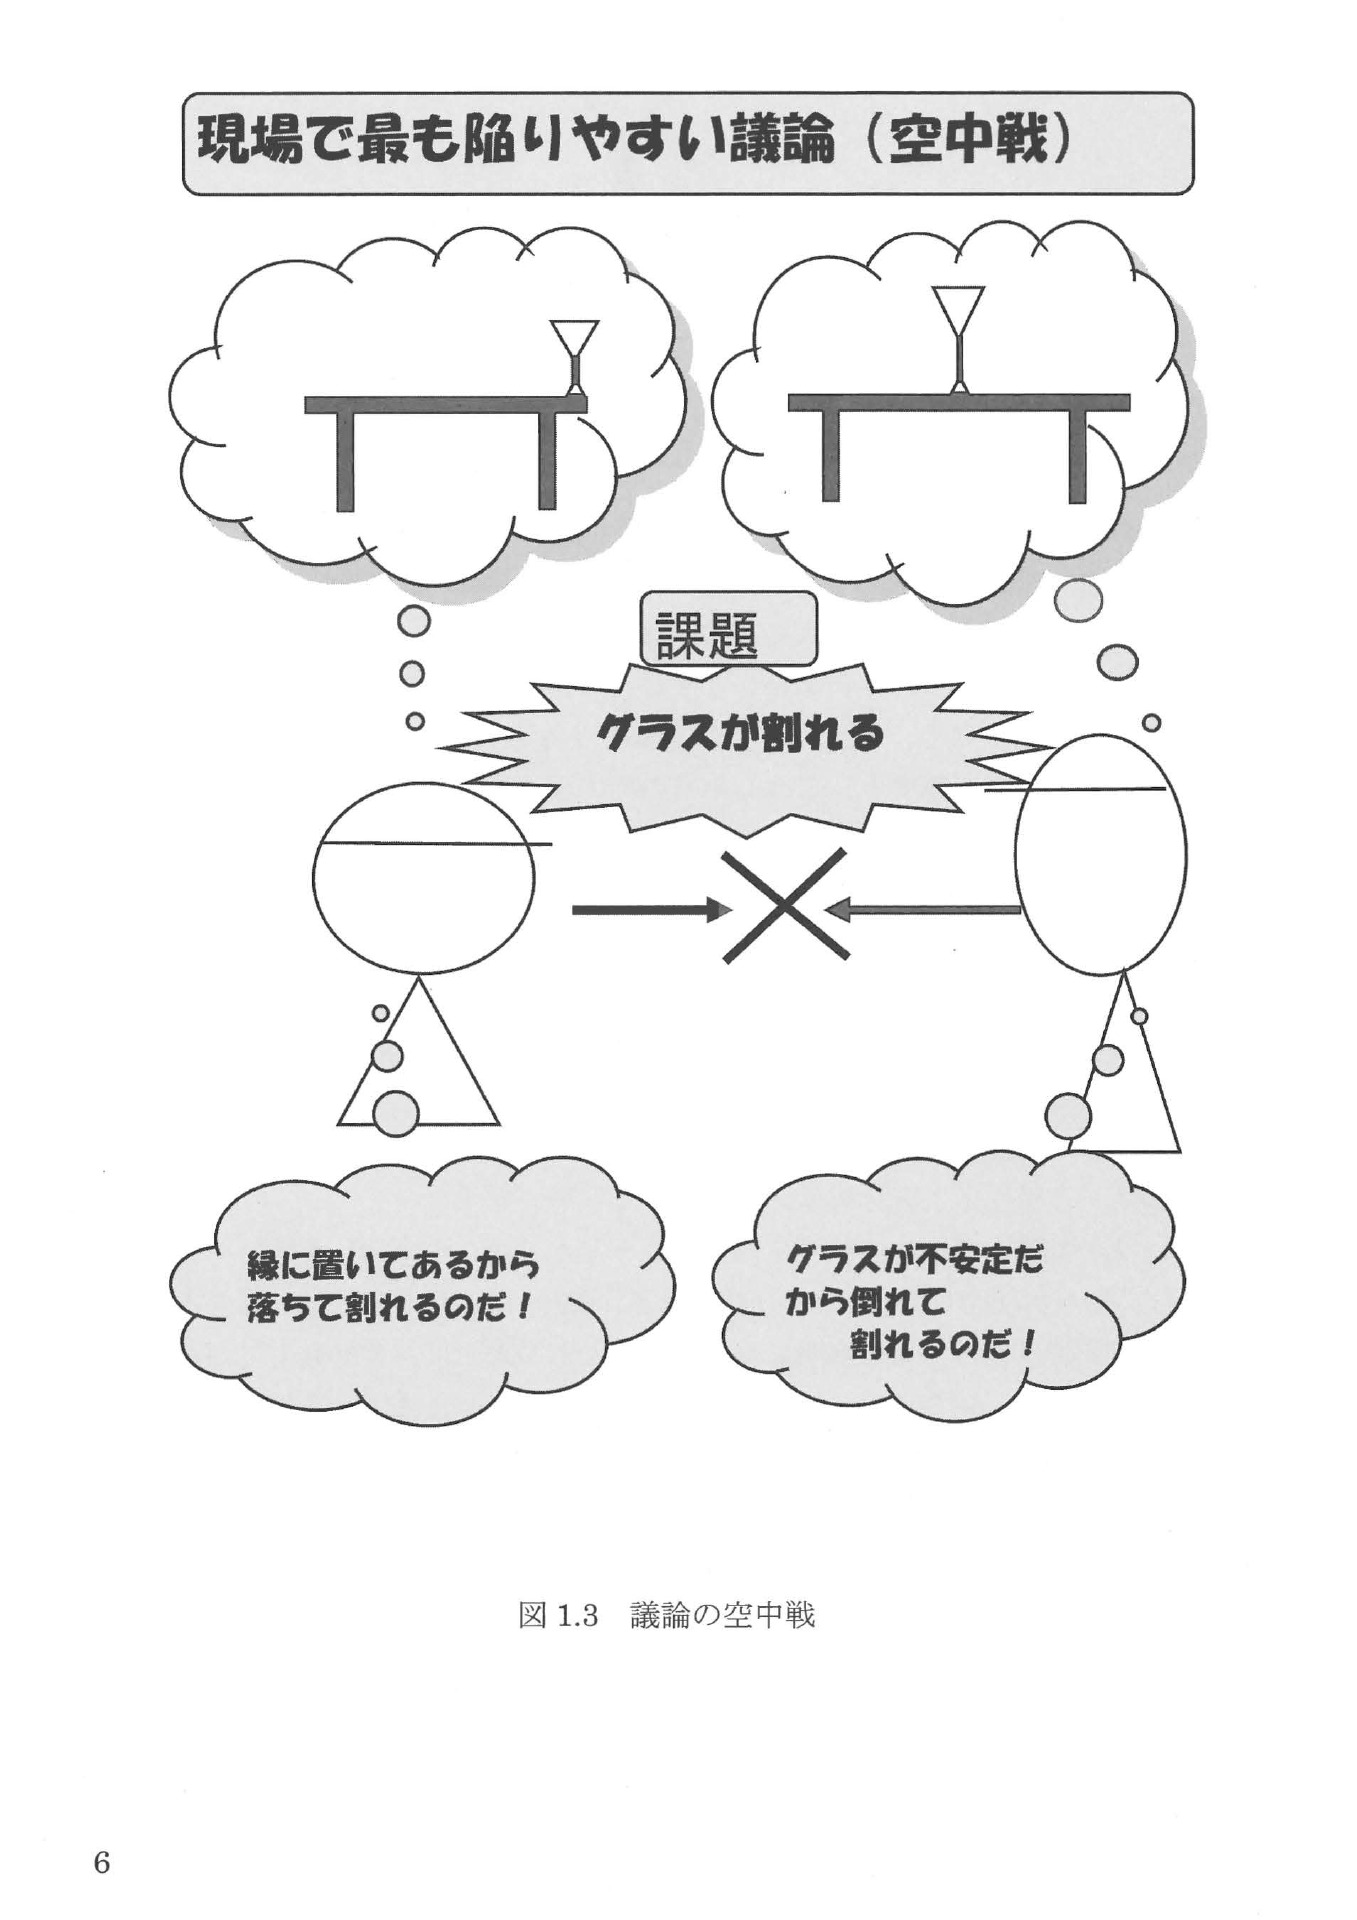 現場で最も陥りやすい議論（空中戦）
課題
グラスが割れる
縁に置いてあるから
落ちて割れるのだ！
グラスが不安定だ
から倒れて
割れるのだ！
図 1.3　議論の空中戦
6